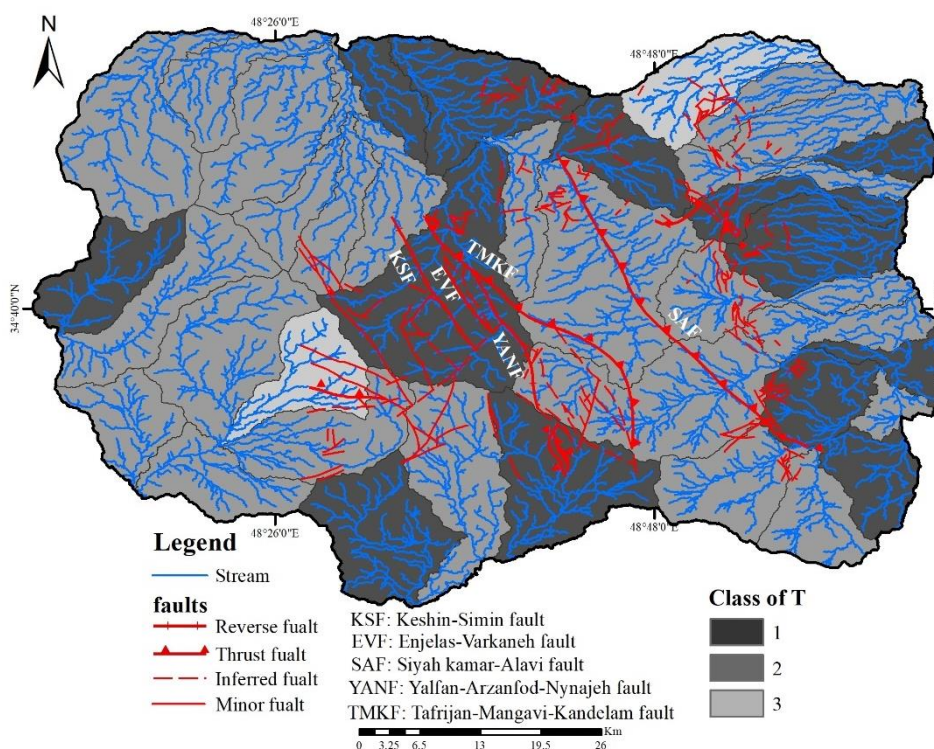 N
48°26'0"E
48°48'0"E
34°40'0"N
KSF
EVF
TMKF
YANF
SAF
48°26'0"E
48°48'0"E
Legend
Stream
faults
Reverse fualt
Thrust fualt
Inferred fualt
Minor fualt
KSF: Keshin-Simin fault
EVF: Enjelas-Varkaneh fault
SAF: Siyah kamar-Alavi fault
YANF: Yalfan-Arzanfod-Nynajeh fault
TMKF: Tafrijan-Mangavi-Kandelam fault
Class of T
1
2
3
Km
0 3.25 6.5 13 19.5 26